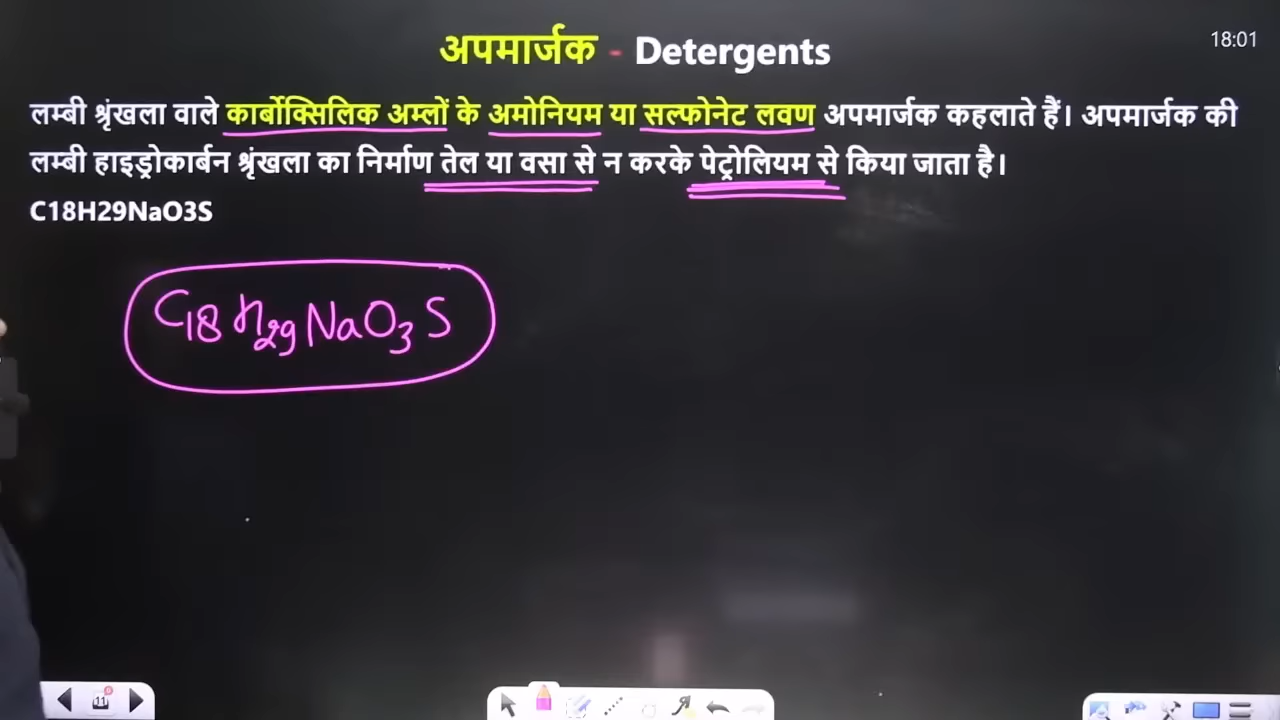 18:01
अपमार्जक - Detergents
लम्बी श्रृंखला वाले कार्बोक्सिलिक अम्लों के अमोनियम या सल्फोनेट लवण अपमार्जक कहलाते हैं। अपमार्जक की
लम्बी हाइड्रोकार्बन श्रृंखला का निर्माण तेल या वसा से न करके पेट्रोलियम से किया जाता है।
C18H29NaO3S
C18H29NaO3S
11